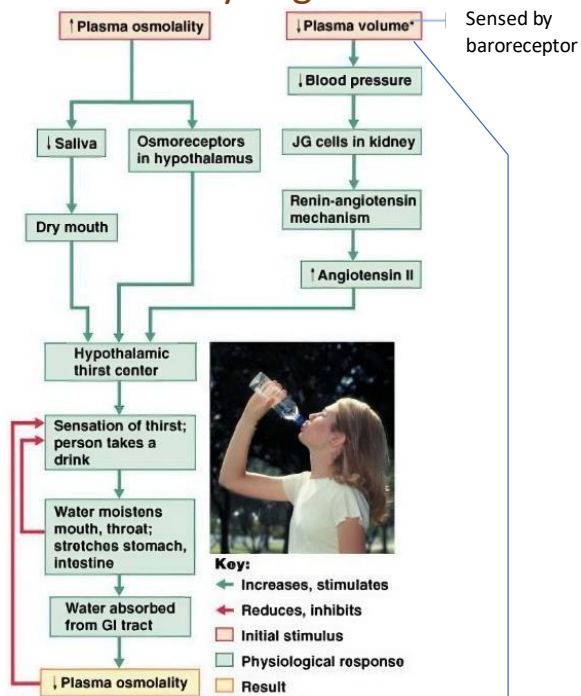 ↑ Plasma osmolality
↓ Plasma volume*
Sensed by
baroreceptor
↓ Blood pressure
↓ Saliva
Osmoreceptors
in hypothalamus
JG cells in kidney
Renin-angiotensin
mechanism
Dry mouth
↑ Angiotensin II
Hypothalamic
thirst center
Sensation of thirst;
person takes a
drink
Water moistens
mouth, throat;
stretches stomach,
intestine
Water absorbed
from GI tract
↓ Plasma osmolality
Key:
Increases, stimulates
Reduces, inhibits
Initial stimulus
Physiological response
Result